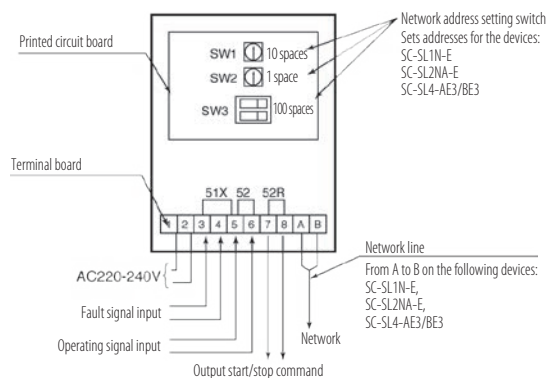 Printed circuit board
SW1
10 spaces
SW2
1 space
SW3
100 spaces
Network address setting switch
Sets addresses for the devices:
SC-SL1N-E
SC-SL2NA-E
SC-SL4-AE3/BE3
Terminal board
51X 52 52R
1 2 3 4 5 6 7 8 A B
Network line
From A to B on the following devices:
SC-SL1N-E,
SC-SL2NA-E,
SC-SL4-AE3/BE3
AC220-240V
Fault signal input
Operating signal input
Network
Output start/stop command